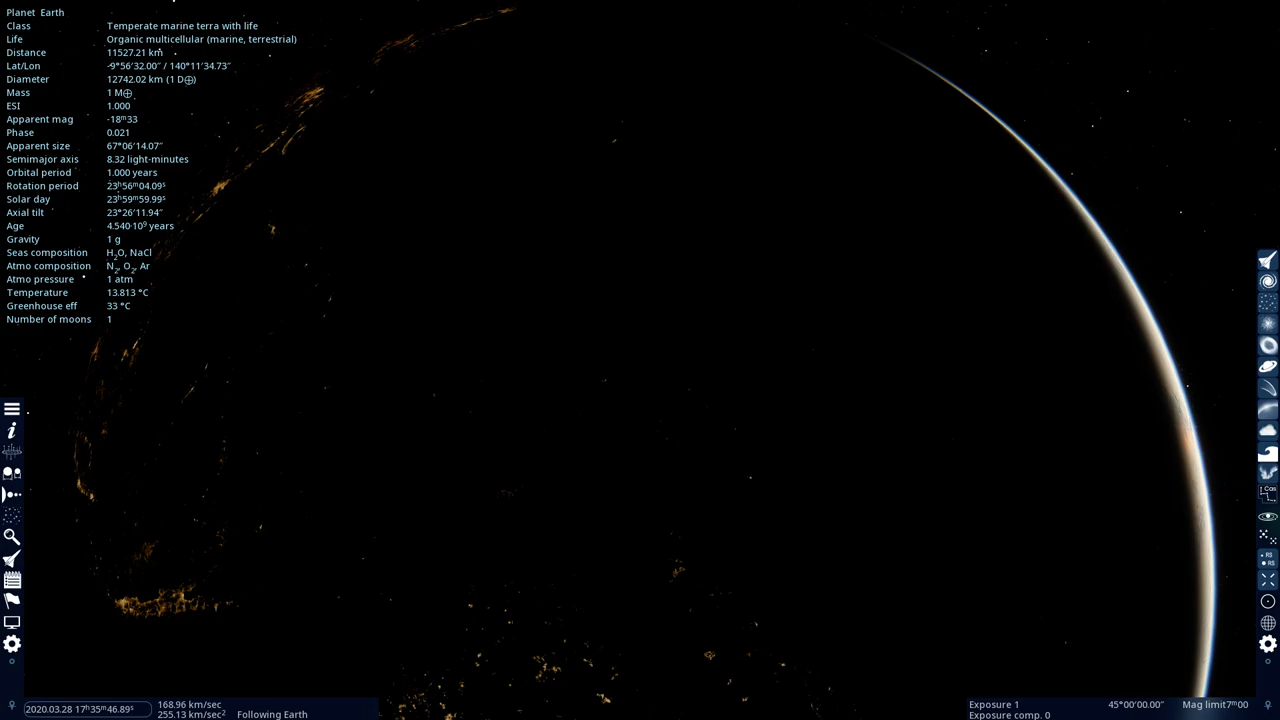 Planet Earth
Class Temperate marine terra with life
Life Organic multicellular (marine, terrestrial)
Distance 11527.21 km
Lat/Lon -9°56′32.00″ / 140°11′34.73″
Diameter 12742.02 km (1 D⊕)
Mass 1 M⊕
ESI 1.000
Apparent mag -18ᵐ33
Phase 0.021
Apparent size 67°06′14.07″
Semimajor axis 8.32 light-minutes
Orbital period 1.000 years
Rotation period 23ʰ56ᵐ04.09ˢ
Solar day 23ʰ59ᵐ59.99ˢ
Axial tilt 23°26′11.94″
Age 4.540·10⁹ years
Gravity 1 g
Seas composition H₂O, NaCl
Atmo composition N₂, O₂, Ar
Atmo pressure 1 atm
Temperature 13.813 °C
Greenhouse eff 33 °C
Number of moons 1
Cas
RS
RS
2020.03.28 17ʰ35ᵐ46.89ˢ
168.96 km/sec
255.13 km/sec² Following Earth
Exposure 1 45°00′00.00″ Mag limit 7ᵐ00
Exposure comp. 0